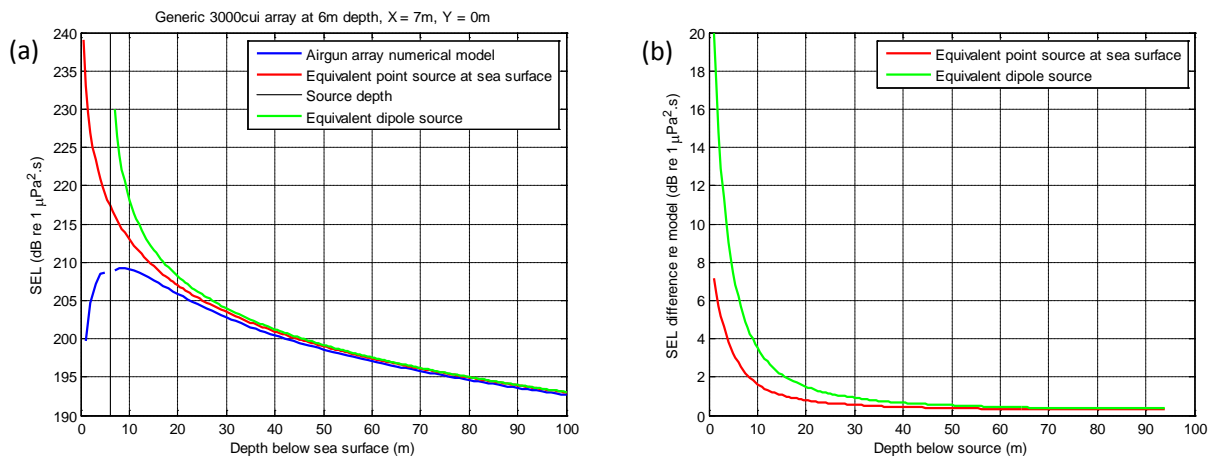 Generic 3000cui array at 6m depth, X = 7m, Y = 0m
(a)
240
235
230
225
220
215
210
205
200
195
190
SEL (dB re 1 μPa².s)
Airgun array numerical model
Equivalent point source at sea surface
Source depth
Equivalent dipole source
0 10 20 30 40 50 60 70 80 90 100
Depth below sea surface (m)
(b)
20
18
16
14
12
10
8
6
4
2
0
SEL difference re model (dB re 1 μPa².s)
Equivalent point source at sea surface
Equivalent dipole source
0 10 20 30 40 50 60 70 80 90 100
Depth below source (m)